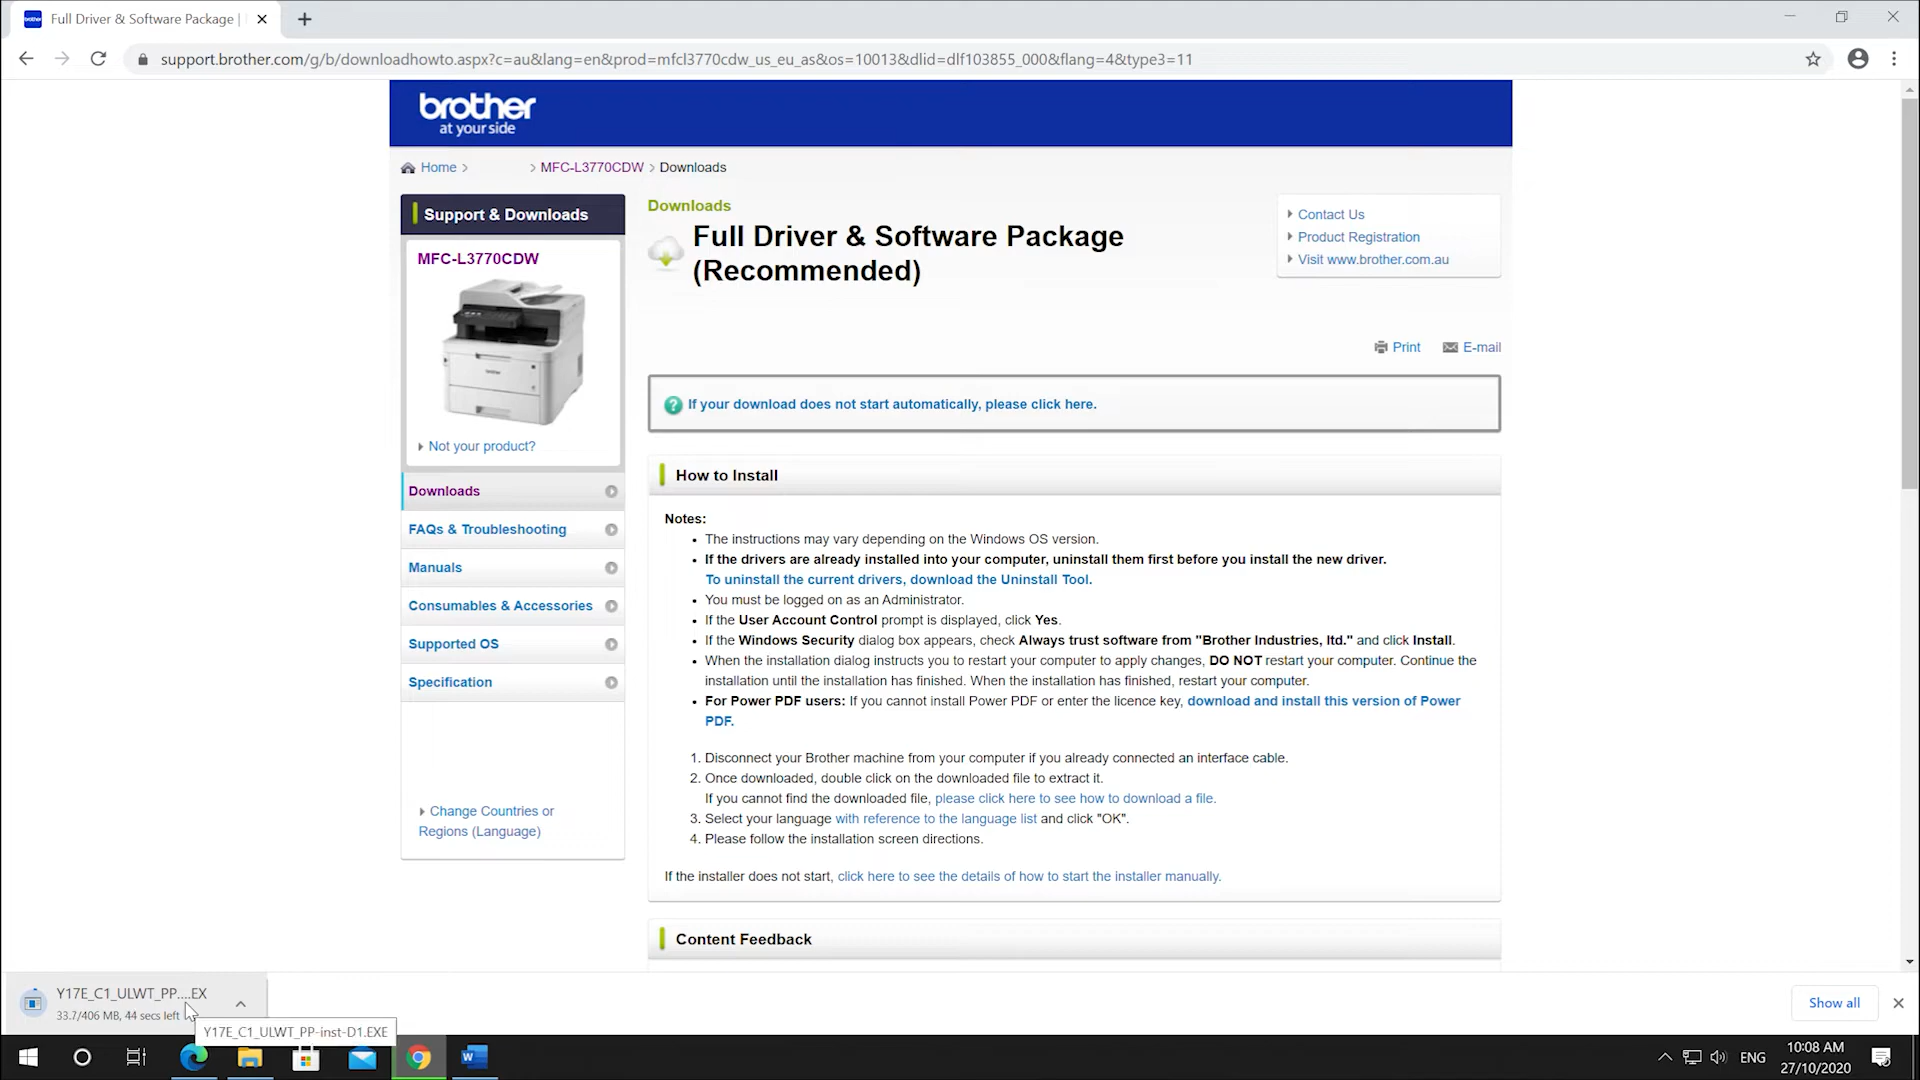 brother
Full Driver & Software Package |
support.brother.com/g/b/downloadhowto.aspx?c=au&lang=en&prod=mfcl3770cdw_us_eu_as&os=10013&dlid=dlf103855_000&flang=4&type3=11
brother
at your side
Home > > MFC-L3770CDW > Downloads
Support & Downloads
MFC-L3770CDW
brother
Not your product?
Downloads
FAQs & Troubleshooting
Manuals
Consumables & Accessories
Supported OS
Specification
Change Countries or
Regions (Language)
Downloads
Full Driver & Software Package
(Recommended)
Contact Us
Product Registration
Visit www.brother.com.au
Print E-mail
? If your download does not start automatically, please click here.
How to Install
Notes:
• The instructions may vary depending on the Windows OS version.
• If the drivers are already installed into your computer, uninstall them first before you install the new driver.
To uninstall the current drivers, download the Uninstall Tool.
• You must be logged on as an Administrator.
• If the User Account Control prompt is displayed, click Yes.
• If the Windows Security dialog box appears, check Always trust software from "Brother Industries, ltd." and click Install.
• When the installation dialog instructs you to restart your computer to apply changes, DO NOT restart your computer. Continue the
installation until the installation has finished. When the installation has finished, restart your computer.
• For Power PDF users: If you cannot install Power PDF or enter the licence key, download and install this version of Power
PDF.
1. Disconnect your Brother machine from your computer if you already connected an interface cable.
2. Once downloaded, double click on the downloaded file to extract it.
If you cannot find the downloaded file, please click here to see how to download a file.
3. Select your language with reference to the language list and click "OK".
4. Please follow the installation screen directions.
If the installer does not start, click here to see the details of how to start the installer manually.
Content Feedback
Y17E_C1_ULWT_PP....EX
33.7/406 MB, 44 secs left
Y17E_C1_ULWT_PP-inst-D1.EXE
Show all
W
ENG
10:08 AM
27/10/2020